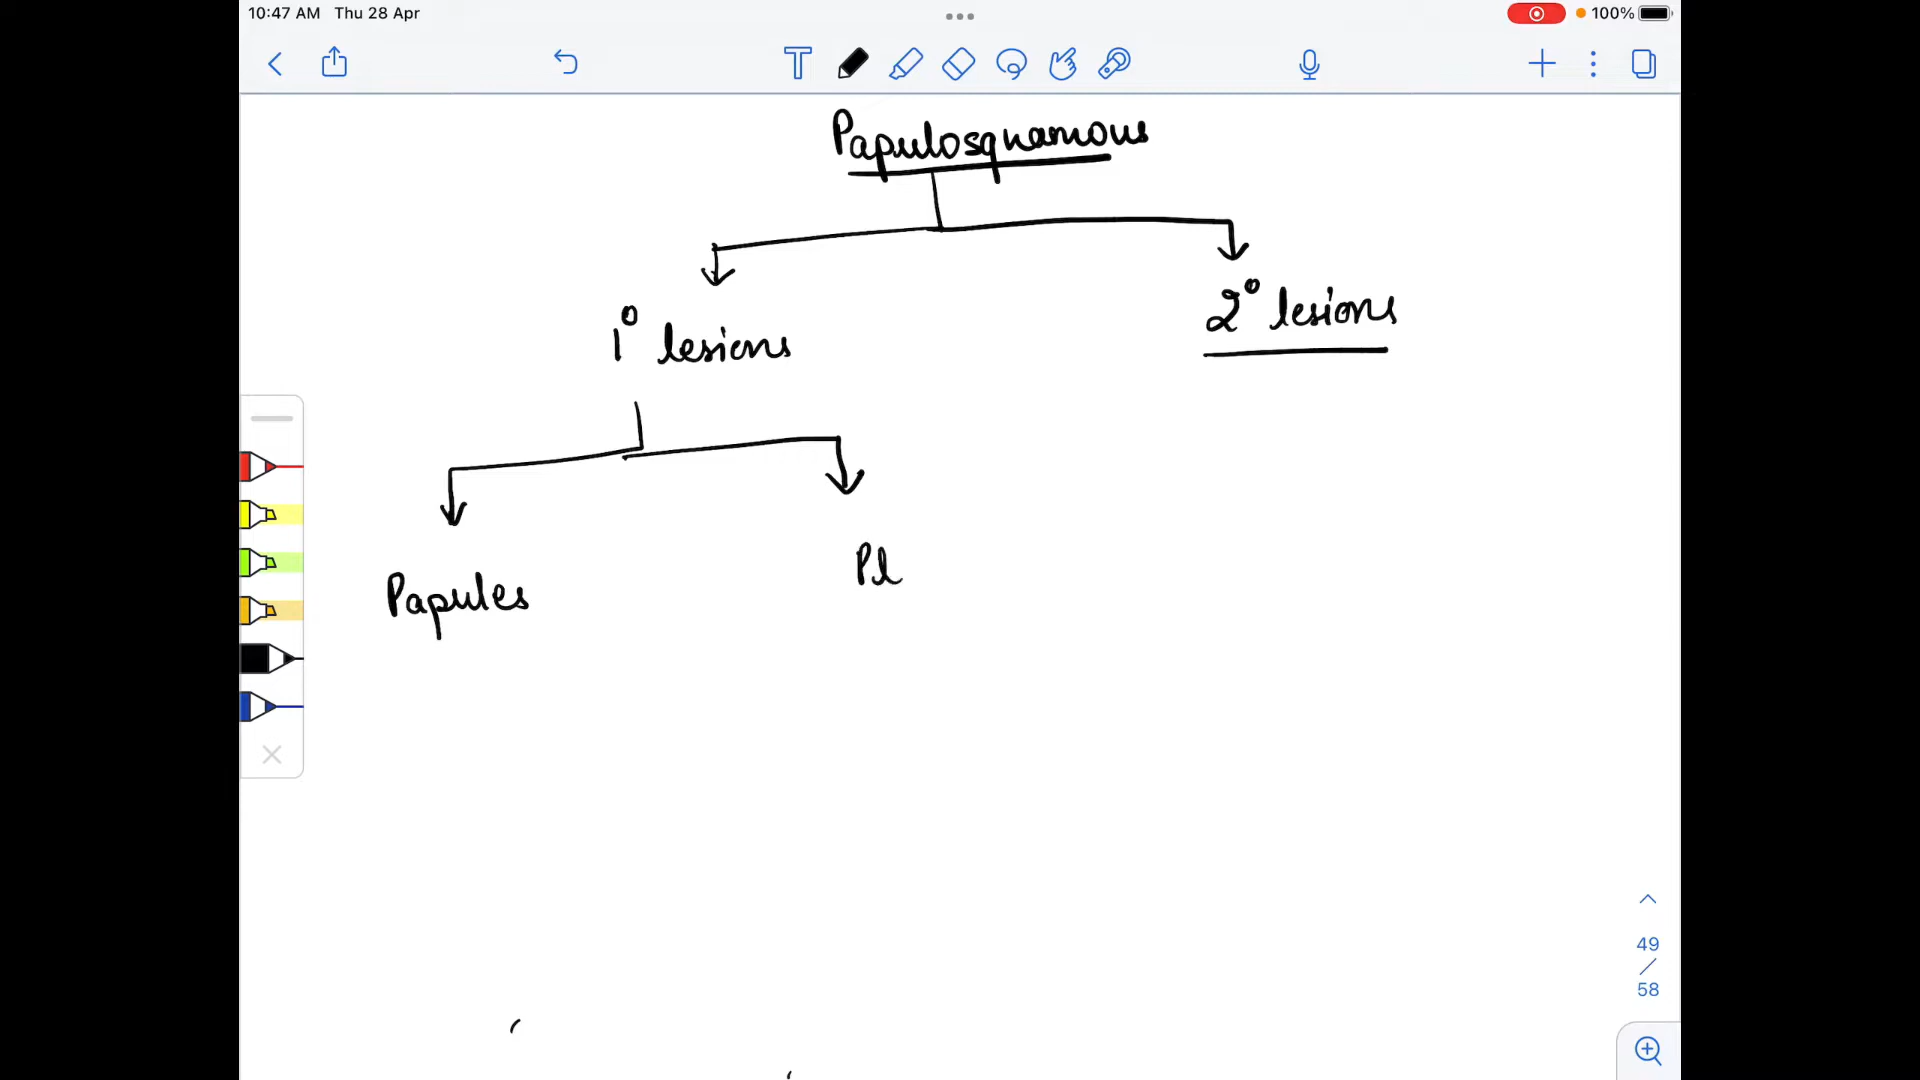 10:47 AM Thu 28 Apr
100%
T
Papulosquamous
1° lesions
2° lesions
Papules
Pl
49
/
58